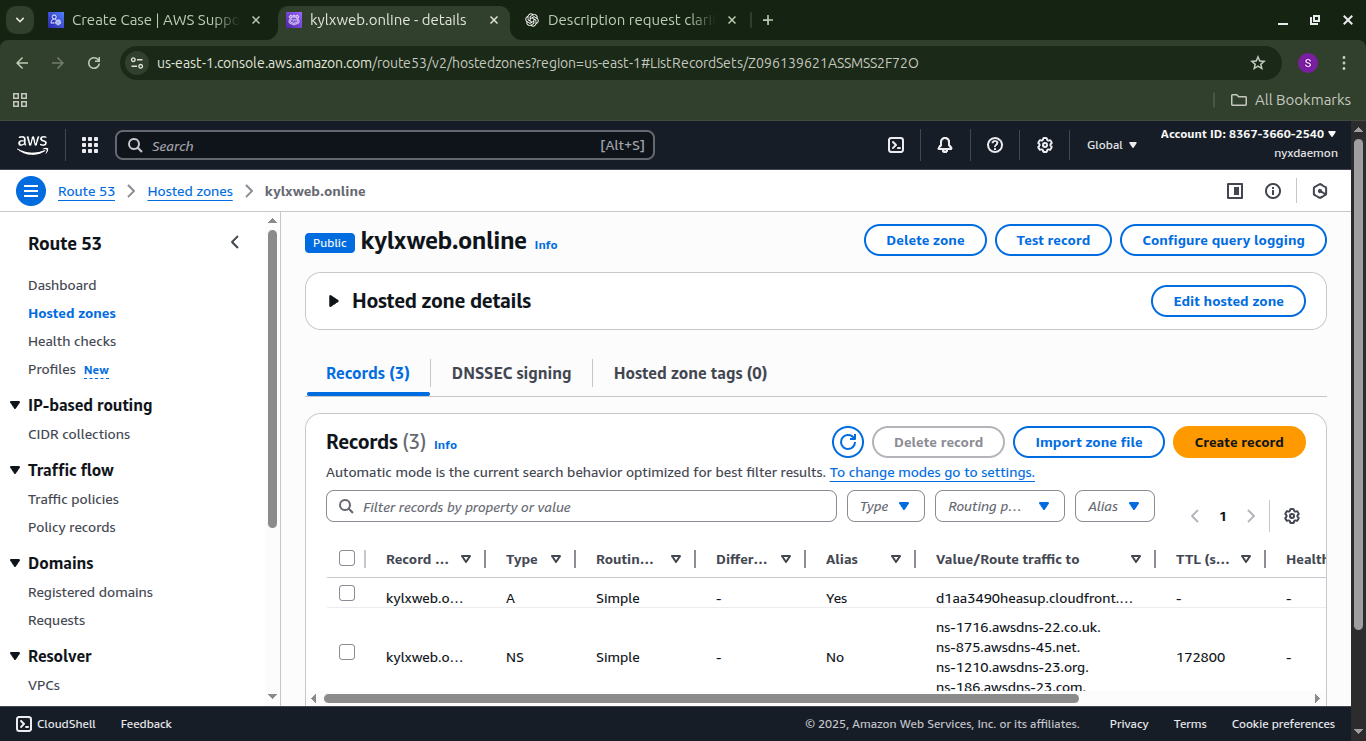 Create Case | AWS Suppo
kylxweb.online - details
Description request clari
us-east-1.console.aws.amazon.com/route53/v2/hostedzones?region=us-east-1#ListRecordSets/Z096139621ASSMSS2F72O
S
All Bookmarks
aws
Search
[Alt+S]
Global
Account ID: 8367-3660-2540
nyxdaemon
Route 53
Hosted zones
kylxweb.online
Route 53
Dashboard
Hosted zones
Health checks
Profiles New
IP-based routing
CIDR collections
Traffic flow
Traffic policies
Policy records
Domains
Registered domains
Requests
Resolver
VPCs
Public kylxweb.online Info
Delete zone
Test record
Configure query logging
Hosted zone details
Edit hosted zone
Records (3)
DNSSEC signing
Hosted zone tags (0)
Records (3) Info
Delete record
Import zone file
Create record
Automatic mode is the current search behavior optimized for best filter results. To change modes go to settings.
Filter records by property or value
Type
Routing p...
Alias
1
Record ... Type Routin... Differ... Alias Value/Route traffic to TTL (s... Health
kylxweb.o... A Simple - Yes d1aa3490heasup.cloudfront.... - -
kylxweb.o... NS Simple - No ns-1716.awsdns-22.co.uk. 172800 -
ns-875.awsdns-45.net.
ns-1210.awsdns-23.org.
ns-186.awsdns-23.com.
CloudShell
Feedback
© 2025, Amazon Web Services, Inc. or its affiliates.
Privacy
Terms
Cookie preferences